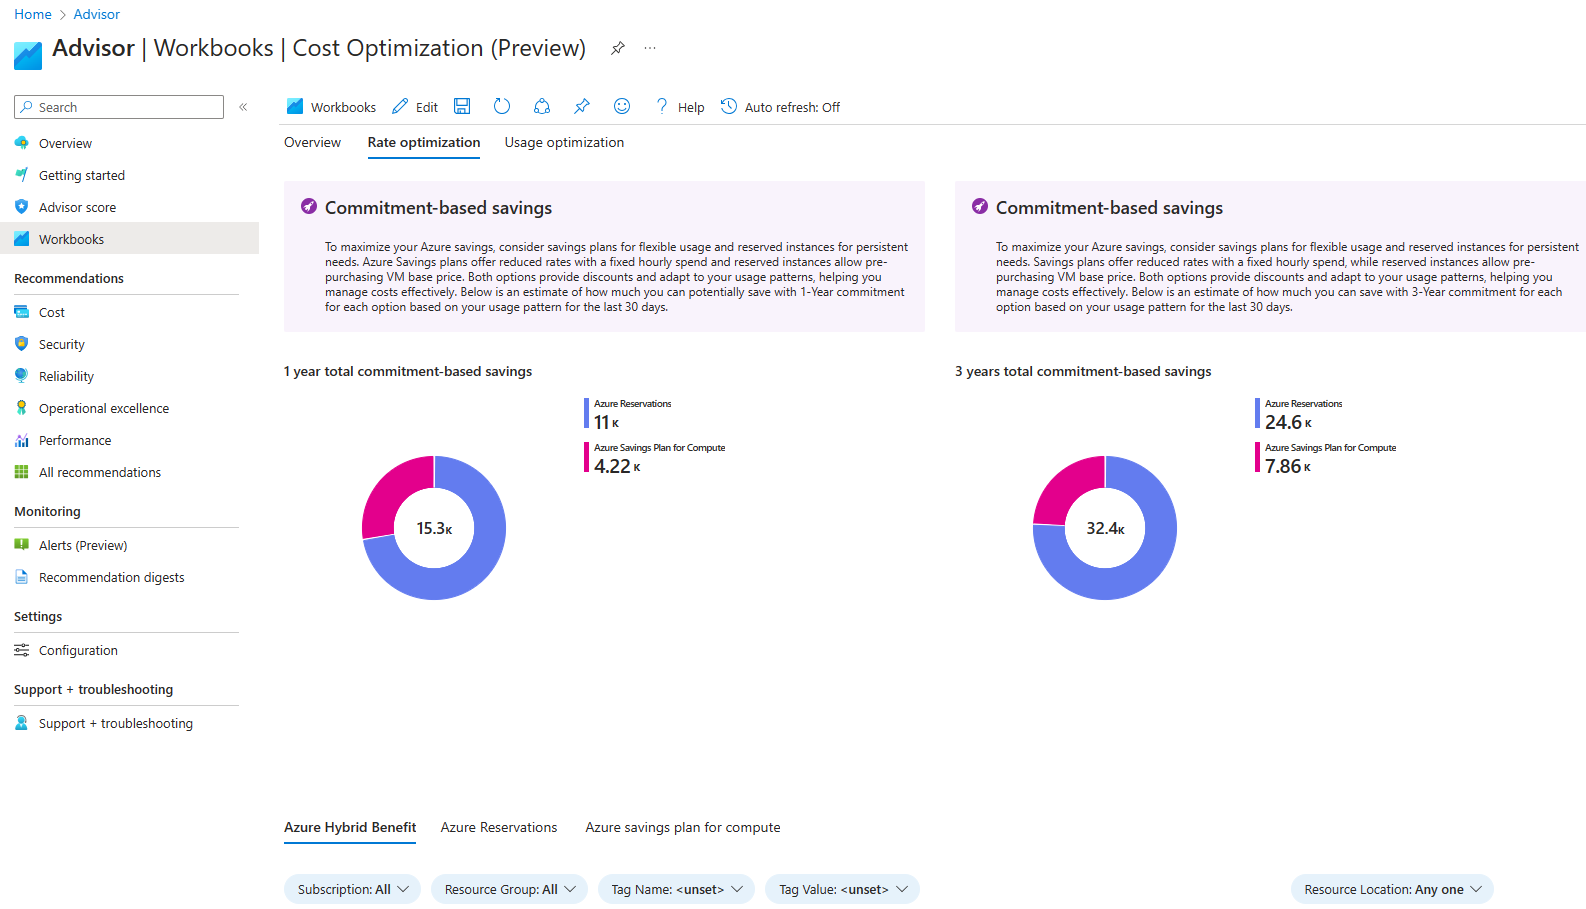 Home > Advisor
Advisor | Workbooks | Cost Optimization (Preview)
Search
Overview
Getting started
Advisor score
Workbooks
Recommendations
Cost
Security
Reliability
Operational excellence
Performance
All recommendations
Monitoring
Alerts (Preview)
Recommendation digests
Settings
Configuration
Support + troubleshooting
Support + troubleshooting
Workbooks Edit Help Auto refresh: Off
Overview Rate optimization Usage optimization
Commitment-based savings
To maximize your Azure savings, consider savings plans for flexible usage and reserved instances for persistent
needs. Azure Savings plans offer reduced rates with a fixed hourly spend and reserved instances allow pre-
purchasing VM base price. Both options provide discounts and adapt to your usage patterns, helping you
manage costs effectively. Below is an estimate of how much you can potentially save with 1-Year commitment
for each option based on your usage pattern for the last 30 days.
1 year total commitment-based savings
Azure Reservations
11 K
Azure Savings Plan for Compute
4.22 K
15.3K
Commitment-based savings
To maximize your Azure savings, consider savings plans for flexible usage and reserved instances for persistent
needs. Savings plans offer reduced rates with a fixed hourly spend, while reserved instances allow pre-
purchasing VM base price. Both options provide discounts and adapt to your usage patterns, helping you
manage costs effectively. Below is an estimate of how much you can save with 3-Year commitment for each
option based on your usage pattern for the last 30 days.
3 years total commitment-based savings
Azure Reservations
24.6 K
Azure Savings Plan for Compute
7.86 K
32.4K
Azure Hybrid Benefit Azure Reservations Azure savings plan for compute
Subscription: All Resource Group: All Tag Name: <unset> Tag Value: <unset> Resource Location: Any one